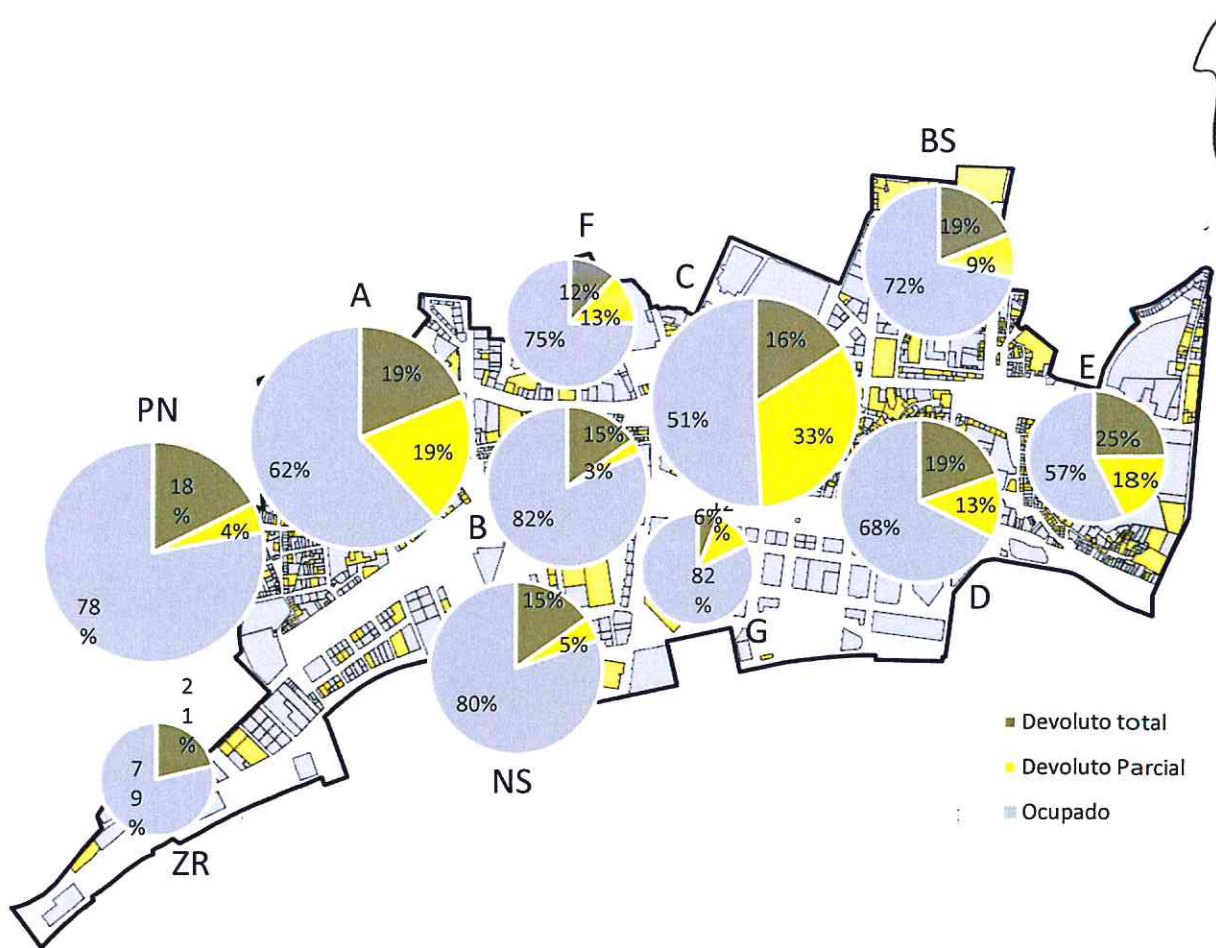 BS
19%
9%
72%
F
12%
13%
75%
C
16%
33%
51%
A
19%
19%
62%
E
25%
18%
57%
PN
18
%
4%
78
%
15%
3%
82%
B
19%
13%
68%
D
6%
%
82
%
G
15%
5%
80%
NS
2
1
%
7
9
%
ZR
Devoluto total
Devoluto Parcial
Ocupado